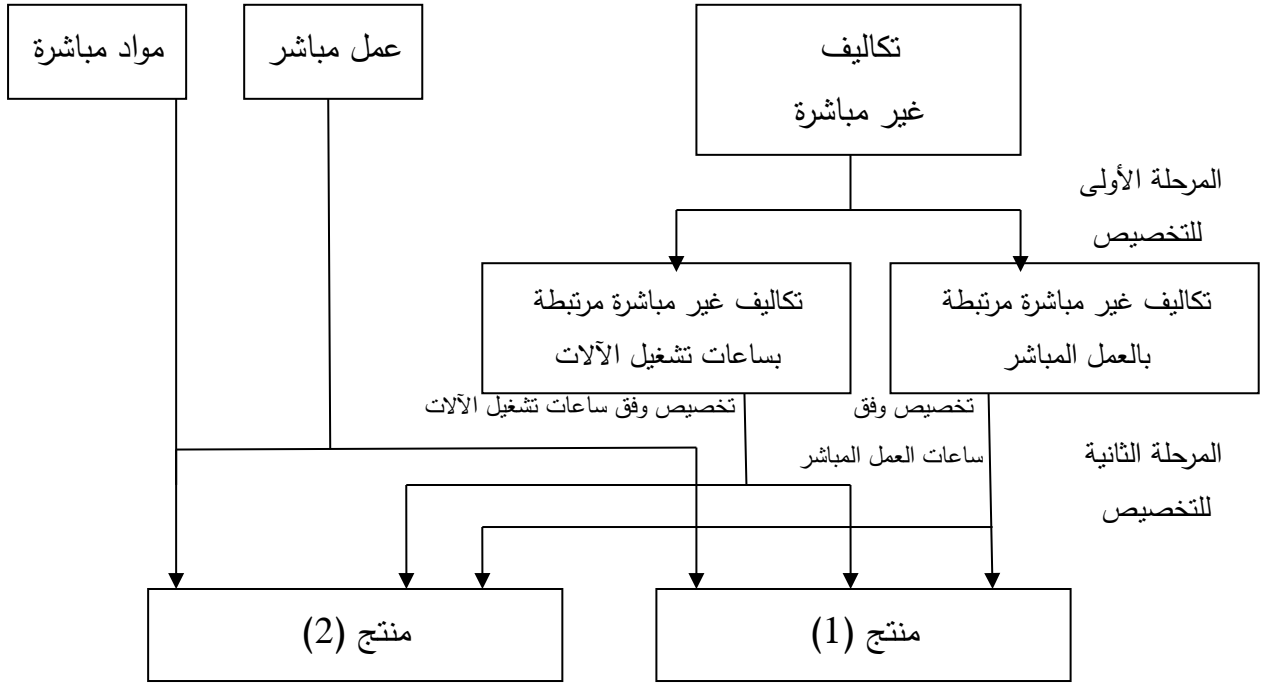 تكاليف
غير مباشرة
عمل مباشر
مواد مباشرة
المرحلة الأولى
للتخصيص
تكاليف غير مباشرة مرتبطة
بالعمل المباشر
تكاليف غير مباشرة مرتبطة
بساعات تشغيل الآلات
تخصيص وفق
ساعات العمل المباشر
تخصيص وفق ساعات تشغيل الآلات
المرحلة الثانية
للتخصيص
منتج (1)
منتج (2)